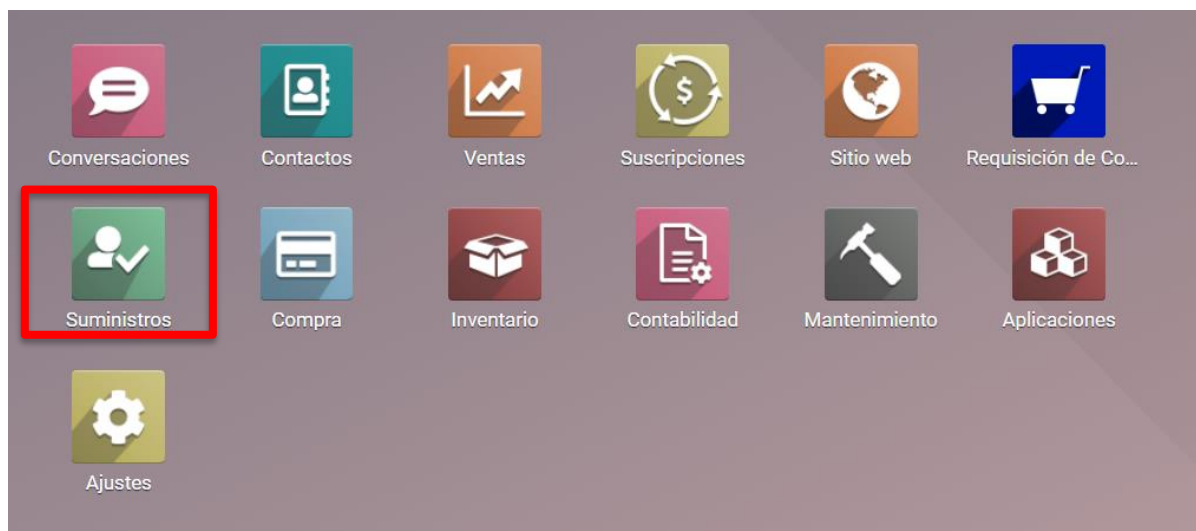 Conversaciones
Contactos
Ventas
Suscripciones
Sitio web
Requisición de Co...
Suministros
Compra
Inventario
Contabilidad
Mantenimiento
Aplicaciones
Ajustes